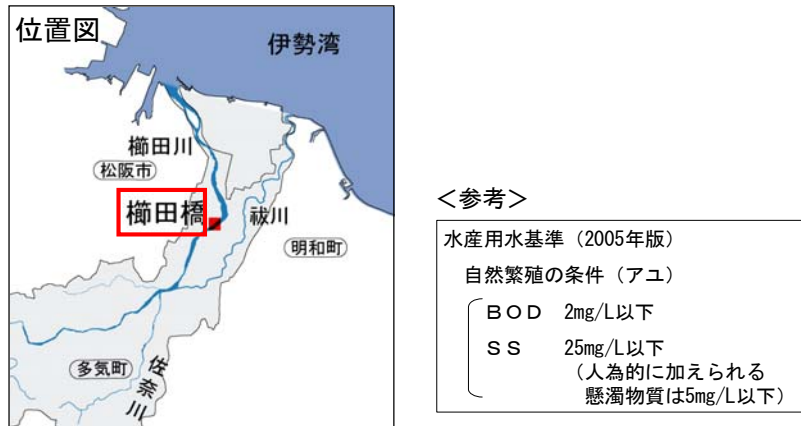 位置図
伊勢湾
櫛田川
松阪市
櫛田橋
祓川
明和町
多気町
佐奈川
<参考>
水産用水基準（2005年版）
自然繁殖の条件（アユ）
ＢＯＤ　2mg/L以下
ＳＳ　25mg/L以下
（人為的に加えられる
懸濁物質は5mg/L以下）